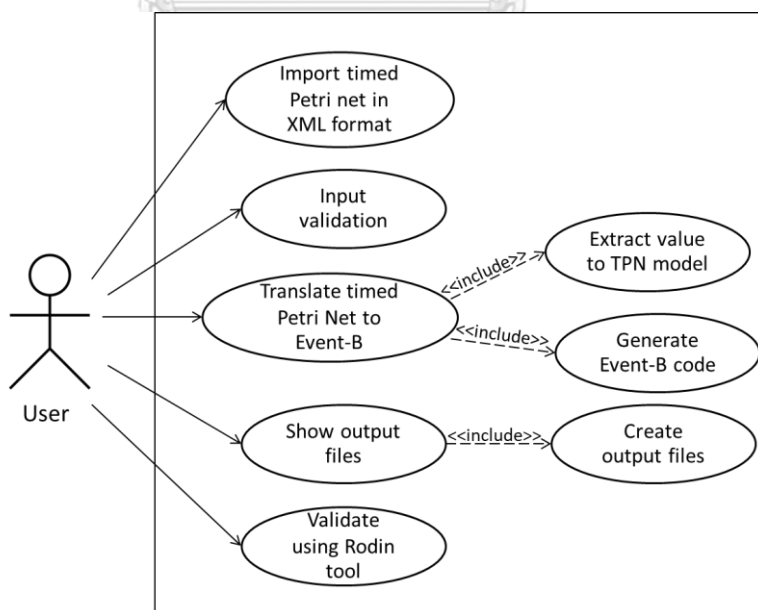 Import timed
Petri net in
XML format
Input
validation
Extract value
to TPN model
<<include>>
Translate timed
Petri Net to
Event-B
<<include>>
Generate
Event-B code
User
Show output
files
<<include>>
Create
output files
Validate
using Rodin
tool